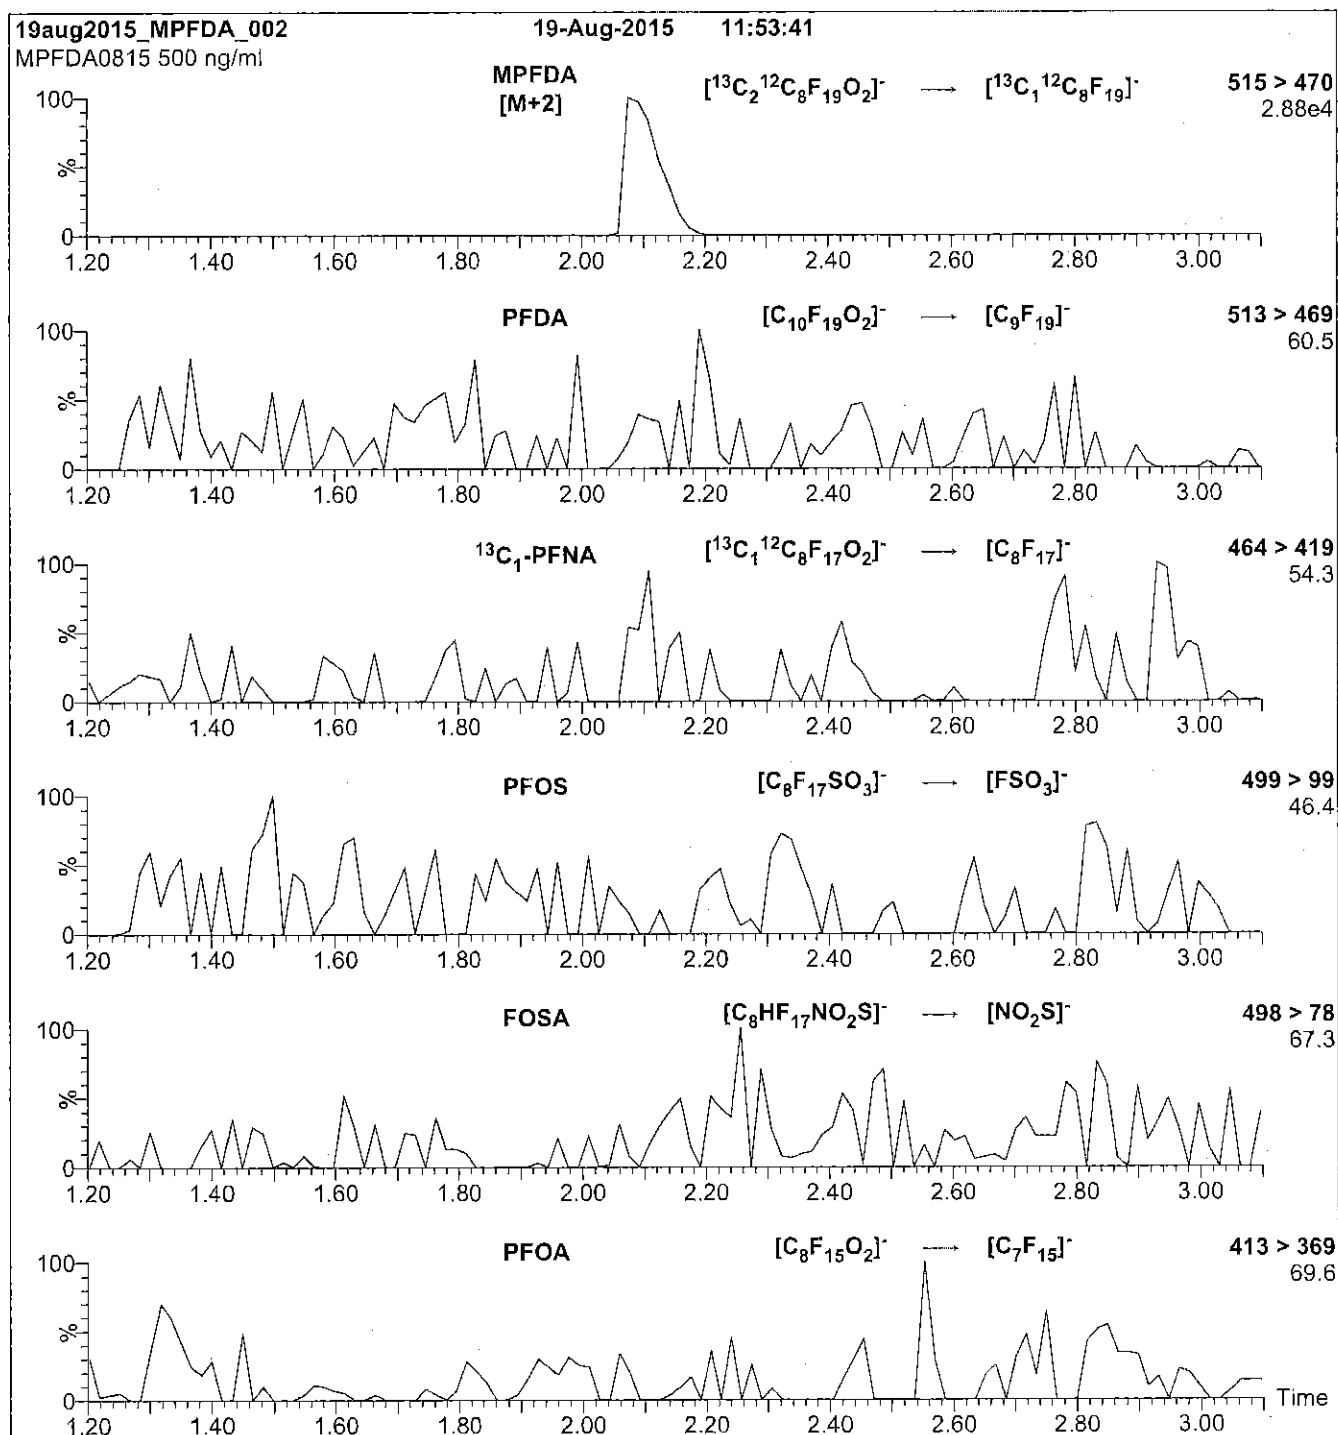 19aug2015_MPFDA_002 19-Aug-2015 11:53:41
MPFDA0815 500 ng/ml
MPFDA [¹³C₂¹²C₈F₁₉O₂]⁻ → [¹³C₁¹²C₈F₁₉]⁻ 515 > 470
[M+2] 2.88e4
100
%
0
1.20 1.40 1.60 1.80 2.00 2.20 2.40 2.60 2.80 3.00
PFDA [C₁₀F₁₉O₂]⁻ → [C₉F₁₉]⁻ 513 > 469
60.5
100
%
0
1.20 1.40 1.60 1.80 2.00 2.20 2.40 2.60 2.80 3.00
¹³C₁-PFNA [¹³C₁¹²C₈F₁₇O₂]⁻ → [C₈F₁₇]⁻ 464 > 419
54.3
100
%
0
1.20 1.40 1.60 1.80 2.00 2.20 2.40 2.60 2.80 3.00
PFOS [C₈F₁₇SO₃]⁻ → [FSO₃]⁻ 499 > 99
46.4
100
%
0
1.20 1.40 1.60 1.80 2.00 2.20 2.40 2.60 2.80 3.00
FOSA [C₈HF₁₇NO₂S]⁻ → [NO₂S]⁻ 498 > 78
67.3
100
%
0
1.20 1.40 1.60 1.80 2.00 2.20 2.40 2.60 2.80 3.00
PFOA [C₈F₁₅O₂]⁻ → [C₇F₁₅]⁻ 413 > 369
69.6
100
%
0
Time
1.20 1.40 1.60 1.80 2.00 2.20 2.40 2.60 2.80 3.00